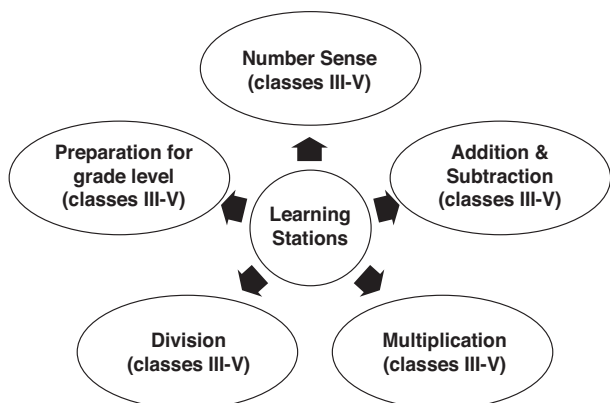 Number Sense
(classes III-V)
Preparation for
grade level
(classes III-V)
Addition &
Subtraction
(classes III-V)
Learning
Stations
Division
(classes III-V)
Multiplication
(classes III-V)